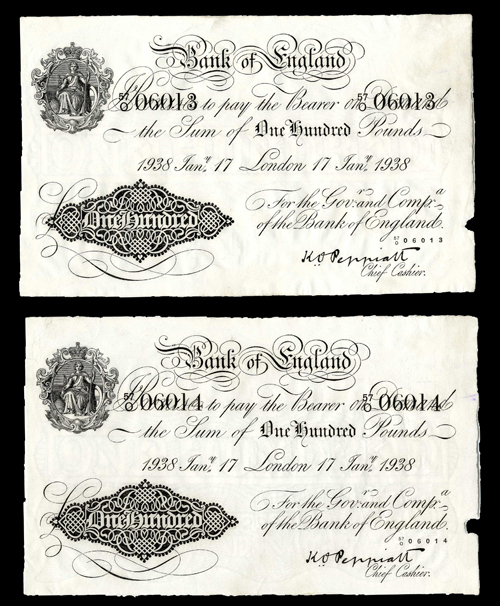 Bank of England
57/O 06013 to pay the Bearer on 57/O 06013
the Sum of One Hundred Pounds
1938 Jany. 17 London 17 Jany. 1938
One Hundred
For the Govr. and Compa.
of the Bank of England.
57/O 06013
K.O. Peppiatt
Chief Cashier.
Bank of England
57/O 06014 to pay the Bearer on 57/O 06014
the Sum of One Hundred Pounds
1938 Jany. 17 London 17 Jany. 1938
One Hundred
For the Govr. and Compa.
of the Bank of England.
57/O 06014
K.O. Peppiatt
Chief Cashier.